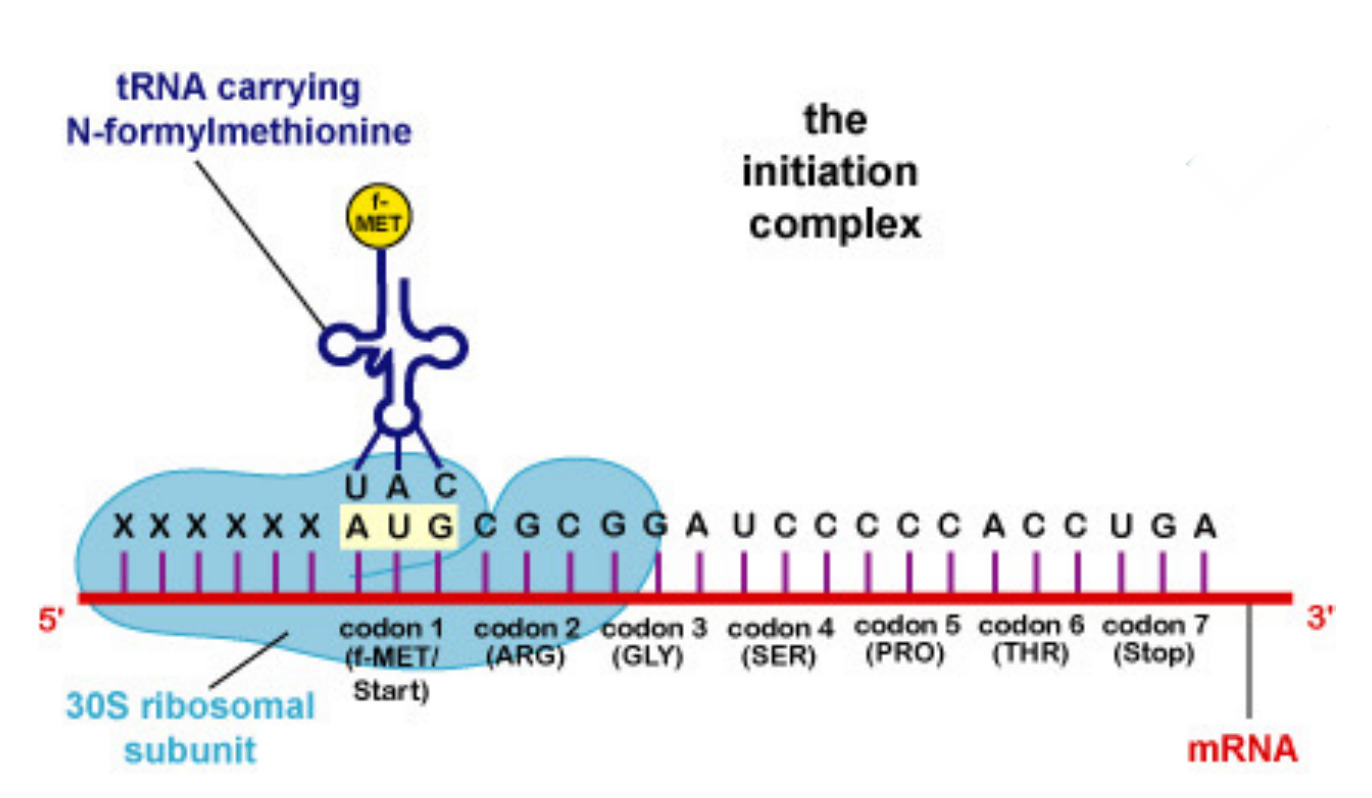 tRNA carrying
N-formylmethionine
the
initiation
complex
f-
MET
U A C
X X X X X X A U G C G C G G A U C C C C C A C C U G A
5'
3'
codon 1 codon 2 codon 3 codon 4 codon 5 codon 6 codon 7
(f-MET/ (ARG) (GLY) (SER) (PRO) (THR) (Stop)
Start)
30S ribosomal
subunit
mRNA